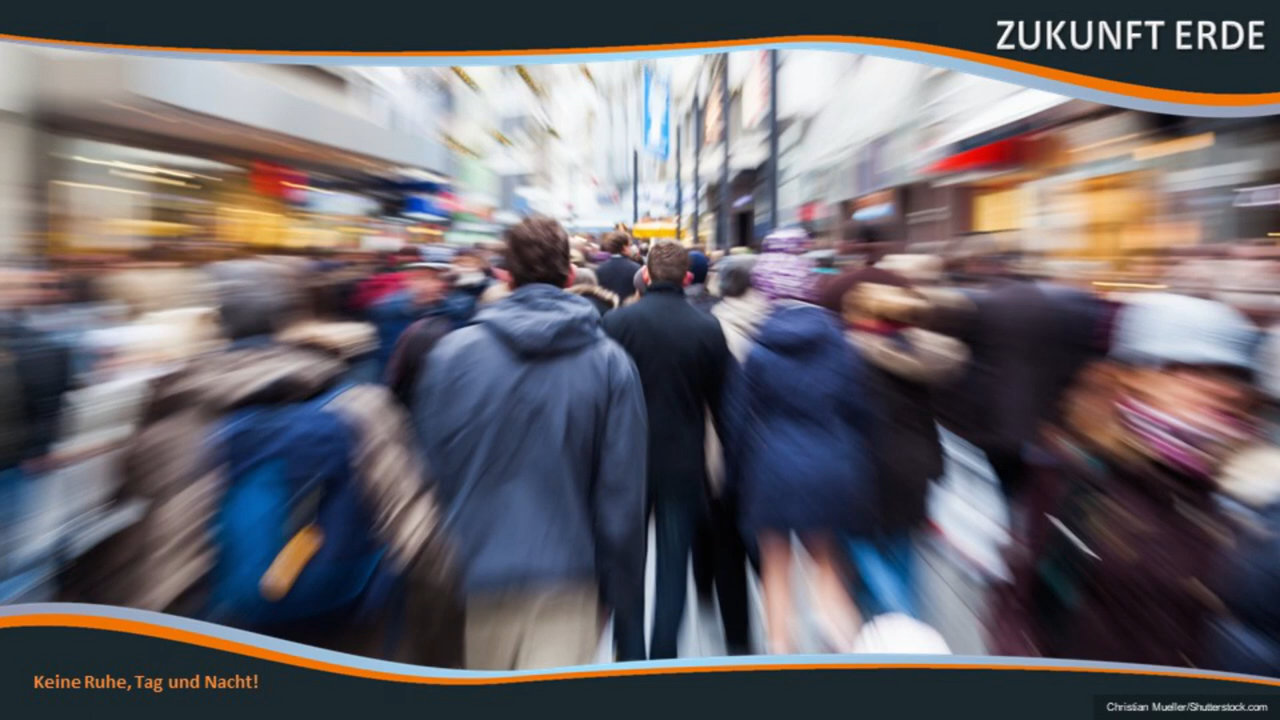 ZUKUNFT ERDE
Keine Ruhe, Tag und Nacht!
Christian Mueller/Shutterstock.com